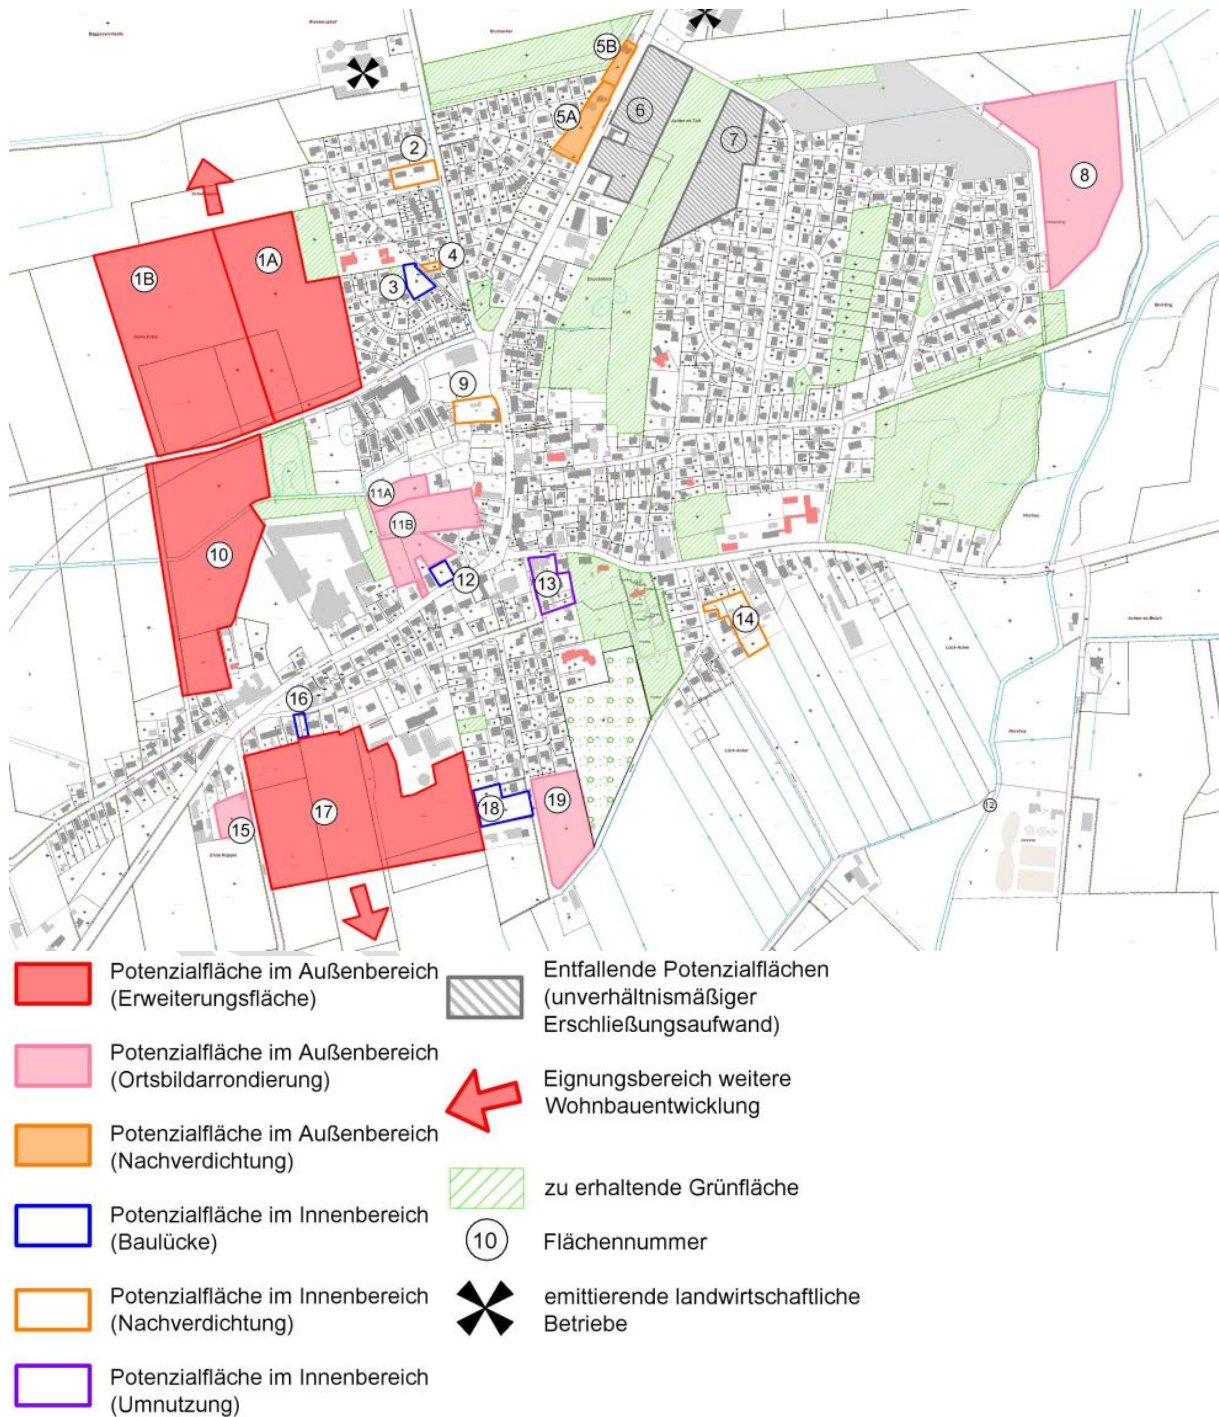 5B
5A
6
7
2
8
1B
1A
4
3
9
11A
11B
10
12
13
14
16
17
18
19
15
12
Potenzialfläche im Außenbereich
(Erweiterungsfläche)
Potenzialfläche im Außenbereich
(Ortsbildarrondierung)
Potenzialfläche im Außenbereich
(Nachverdichtung)
Potenzialfläche im Innenbereich
(Baulücke)
Potenzialfläche im Innenbereich
(Nachverdichtung)
Potenzialfläche im Innenbereich
(Umnutzung)
Entfallende Potenzialflächen
(unverhältnismäßiger
Erschließungsaufwand)
Eignungsbereich weitere
Wohnbauentwicklung
zu erhaltende Grünfläche
10
Flächennummer
emittierende landwirtschaftliche
Betriebe